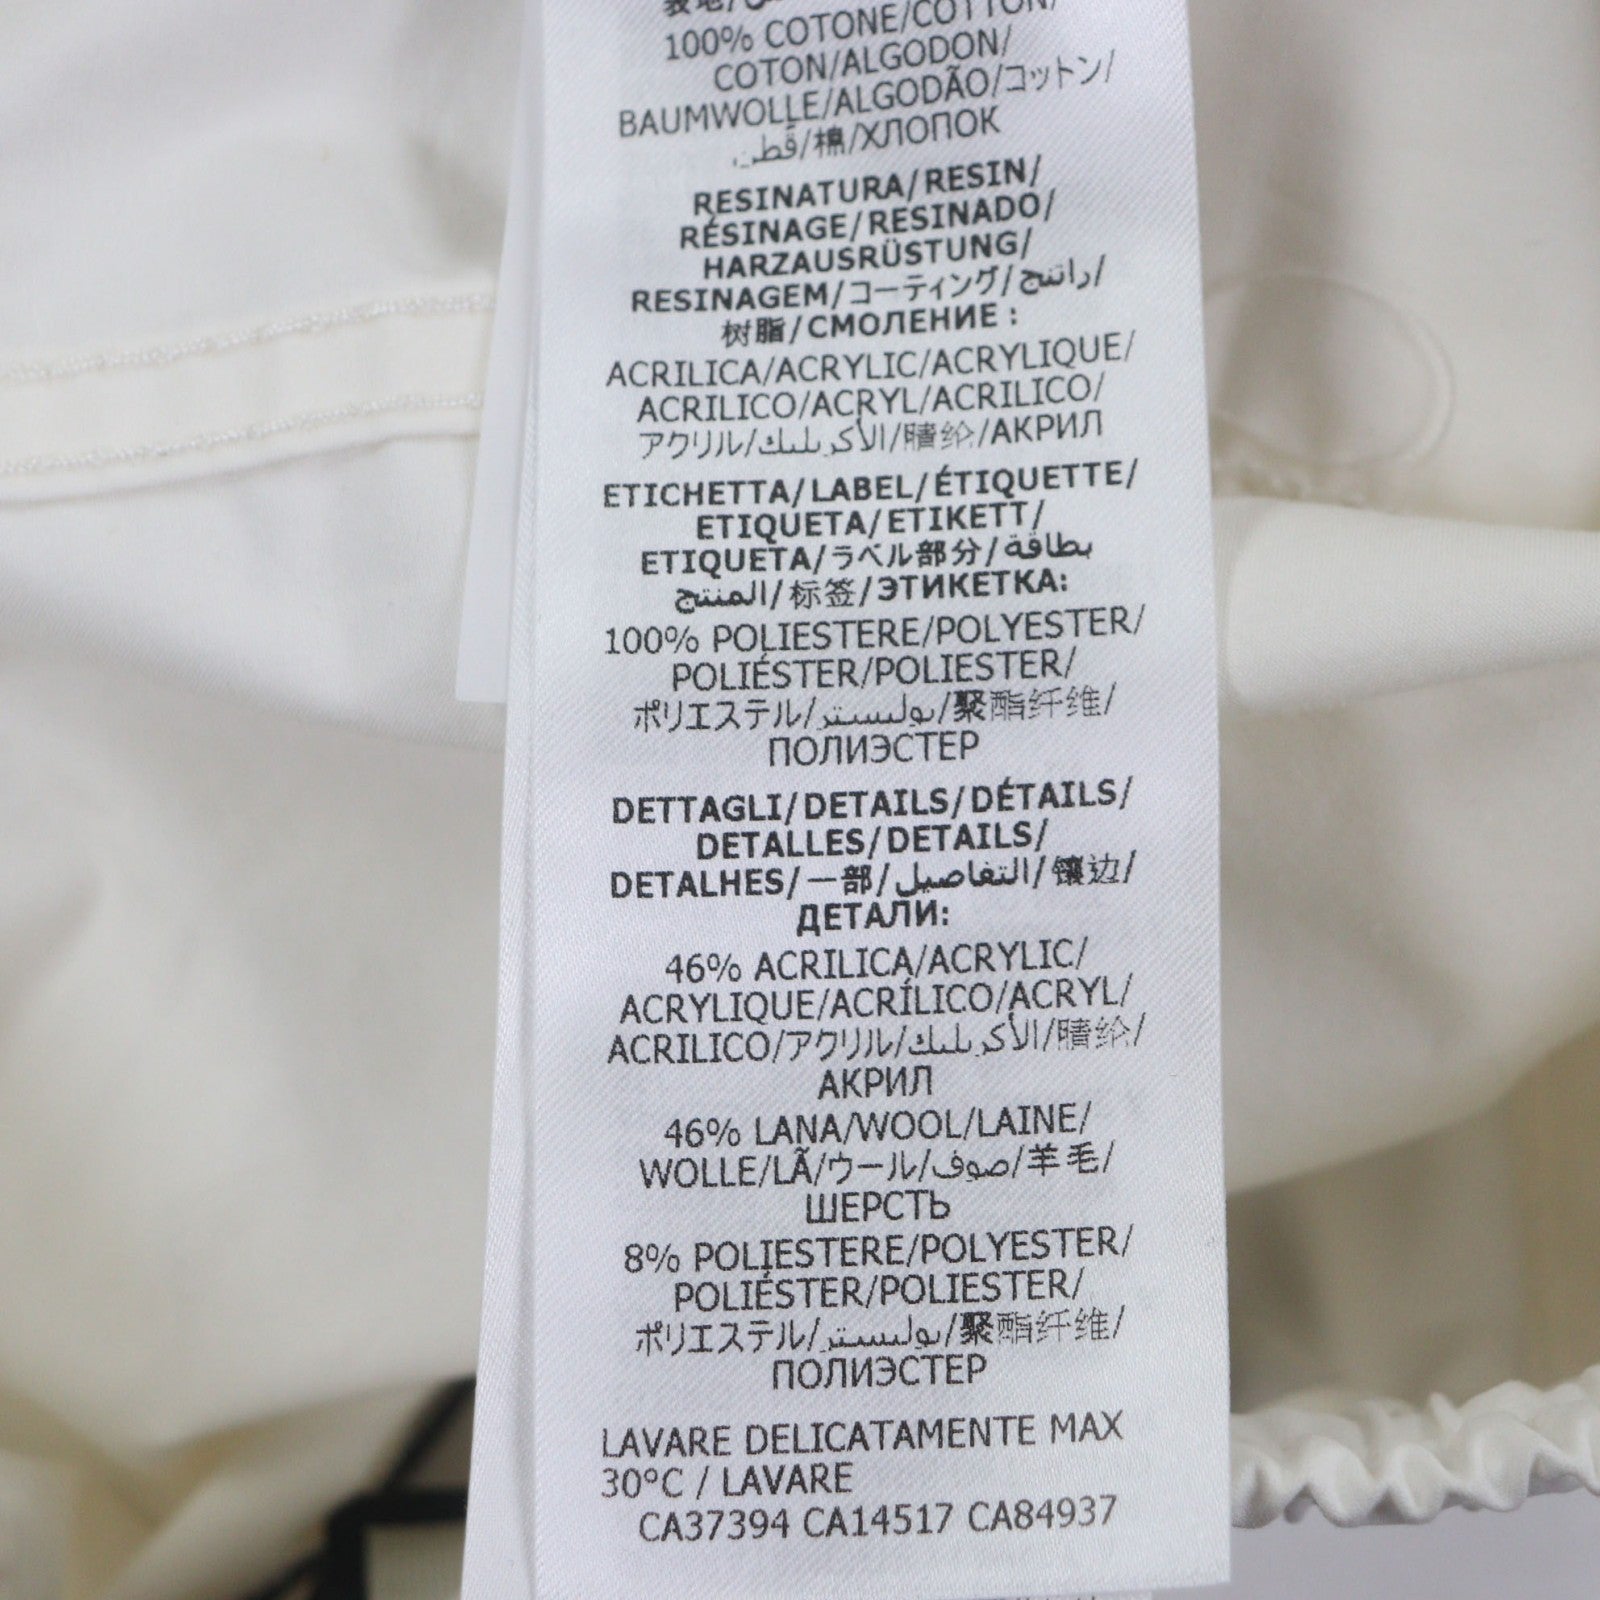 表地/
100% COTONE/COTTON/
COTON/ALGODON/
BAUMWOLLE/ALGODÃO/コットン/
قطن/棉/ХЛОПОК
RESINATURA/RESIN/
RÉSINAGE/RESINADO/
HARZAUSRÜSTUNG/
RESINAGEM/コーティング/راتنج/
树脂/СМОЛЕНИЕ :
ACRILICA/ACRYLIC/ACRYLIQUE/
ACRILICO/ACRYL/ACRILICO/
アクリル/الأكريليك/腈纶/АКРИЛ
ETICHETTA/LABEL/ÉTIQUETTE/
ETIQUETA/ETIKETT/
ETIQUETA/ラベル部分/بطاقة
المنتج/标签/ЭТИКЕТКА:
100% POLIESTERE/POLYESTER/
POLIÉSTER/POLIESTER/
ポリエステル/بوليستر/聚酯纤维/
ПОЛИЭСТЕР
DETTAGLI/DETAILS/DÉTAILS/
DETALLES/DETAILS/
DETALHES/一部/التفاصيل/镶边/
ДЕТАЛИ:
46% ACRILICA/ACRYLIC/
ACRYLIQUE/ACRÍLICO/ACRYL/
ACRILICO/アクリル/الأكريليك/腈纶/
АКРИЛ
46% LANA/WOOL/LAINE/
WOLLE/LÃ/ウール/صوف/羊毛/
ШЕРСТЬ
8% POLIESTERE/POLYESTER/
POLIÉSTER/POLIESTER/
ポリエステル/بوليستر/聚酯纤维/
ПОЛИЭСТЕР
LAVARE DELICATAMENTE MAX
30°C / LAVARE
CA37394 CA14517 CA84937